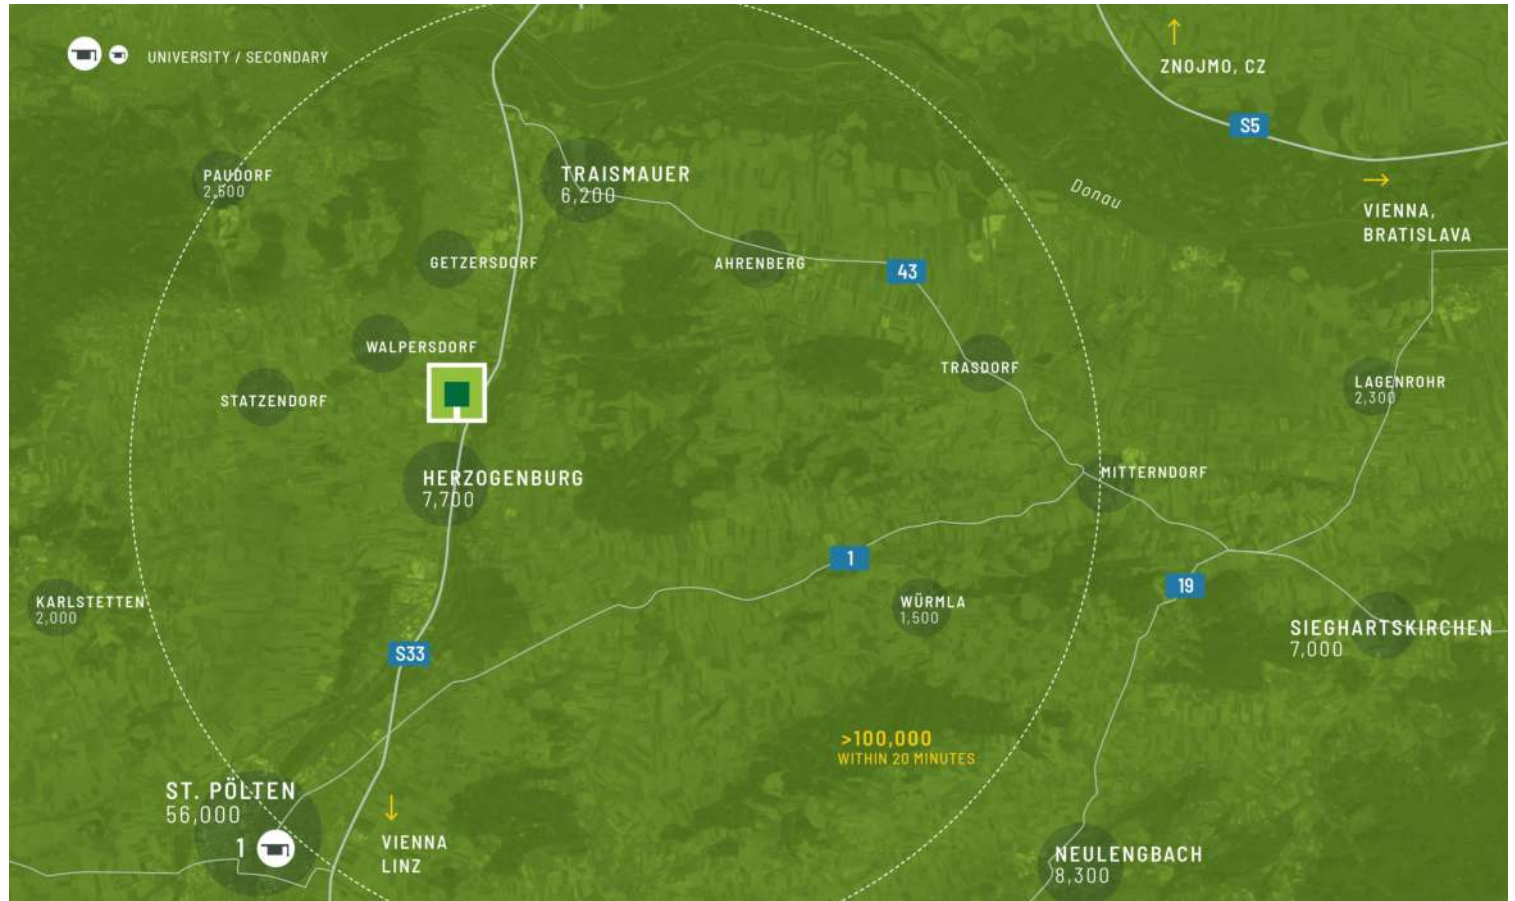 UNIVERSITY / SECONDARY
ZNOJMO, CZ
S5
PAUDORF
2,500
TRAISMAUER
6,200
Donau
VIENNA,
BRATISLAVA
GETZERSDORF
AHRENBERG
43
WALPERSDORF
TRASDORF
STATZENDORF
LAGENROHR
2,300
HERZOGENBURG
7,700
MITTERNDORF
1
19
KARLSTETTEN
2,000
WÜRMLA
1,500
SIEGHARTSKIRCHEN
7,000
S33
>100,000
WITHIN 20 MINUTES
ST. PÖLTEN
56,000
1
VIENNA
LINZ
NEULENGBACH
8,300